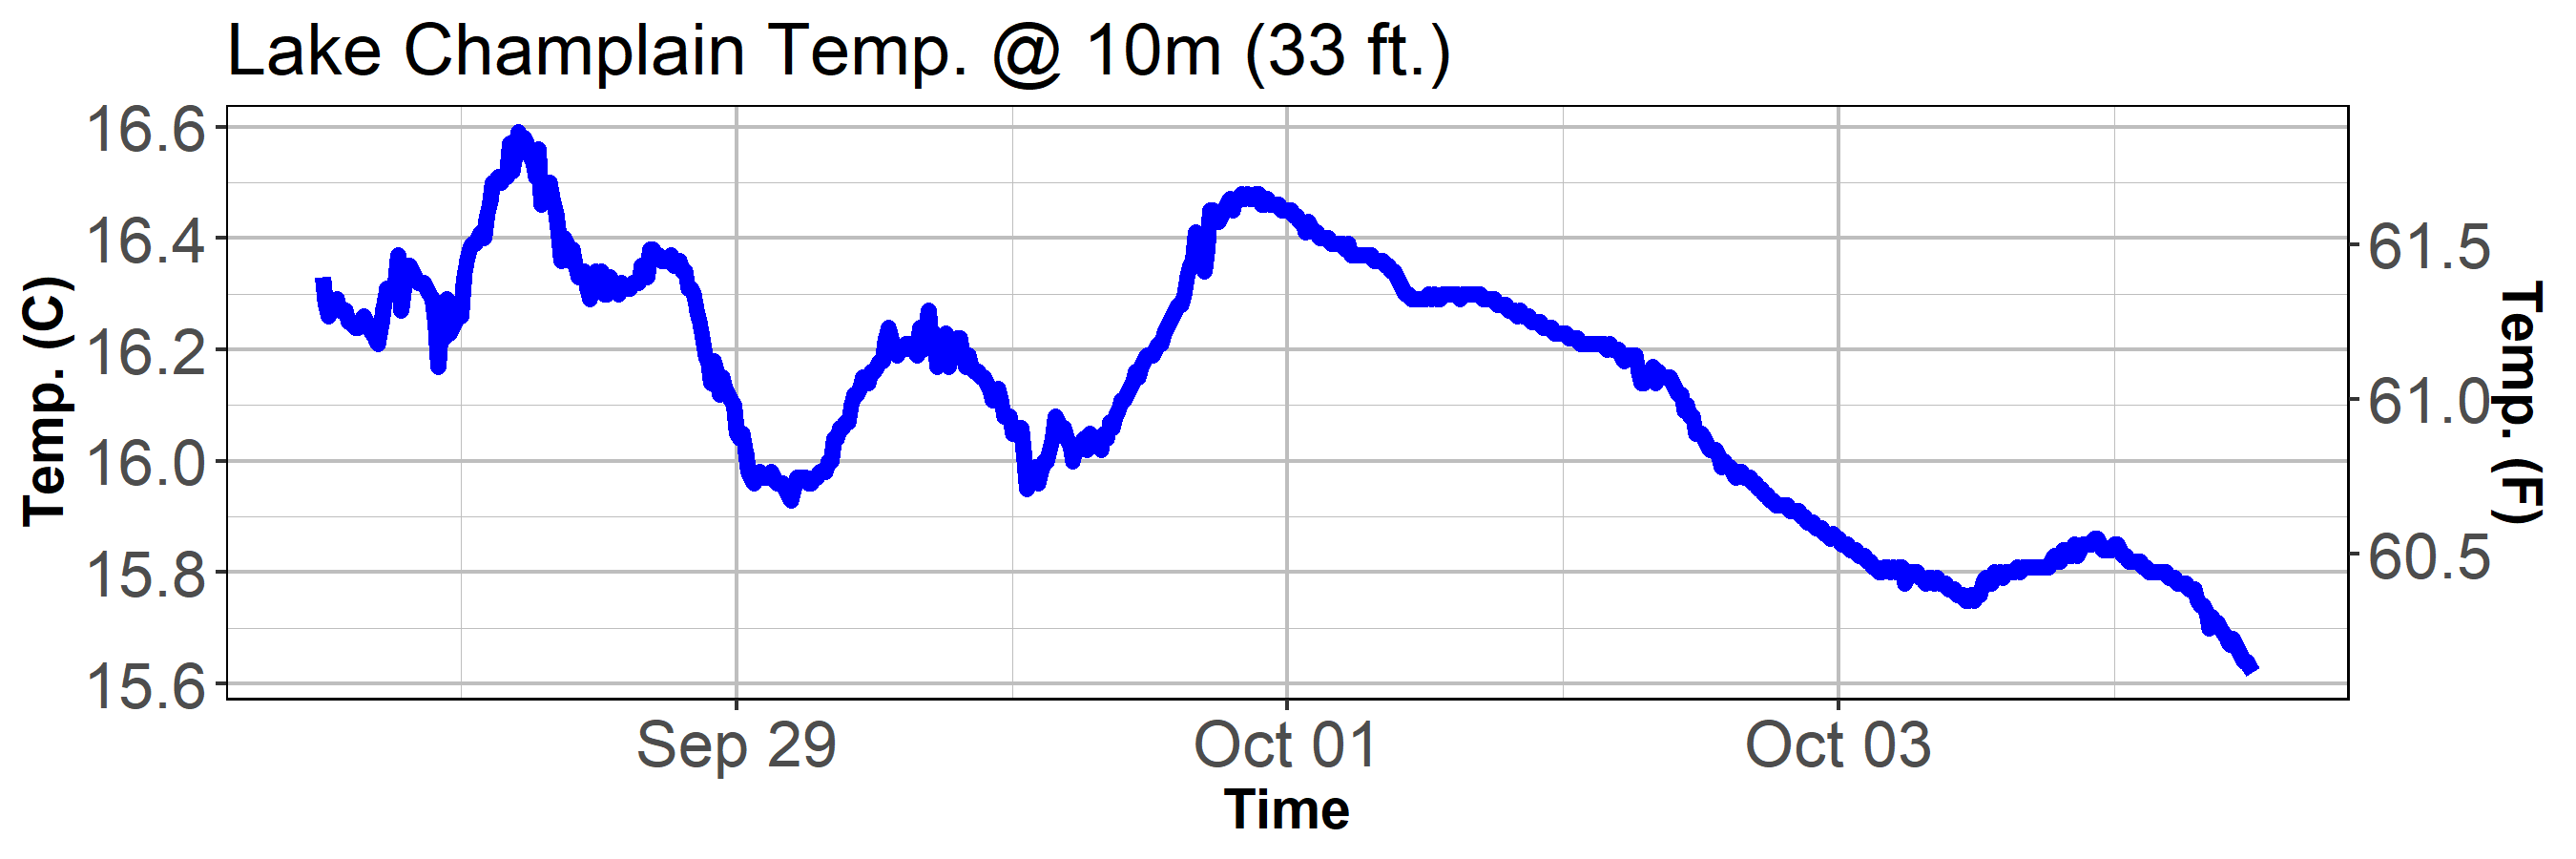 Lake Champlain Temp. @ 10m (33 ft.)
Temp. (C)
16.6
16.4
16.2
16.0
15.8
15.6
61.5
61.0
60.5
Temp. (F)
Sep 29
Oct 01
Oct 03
Time